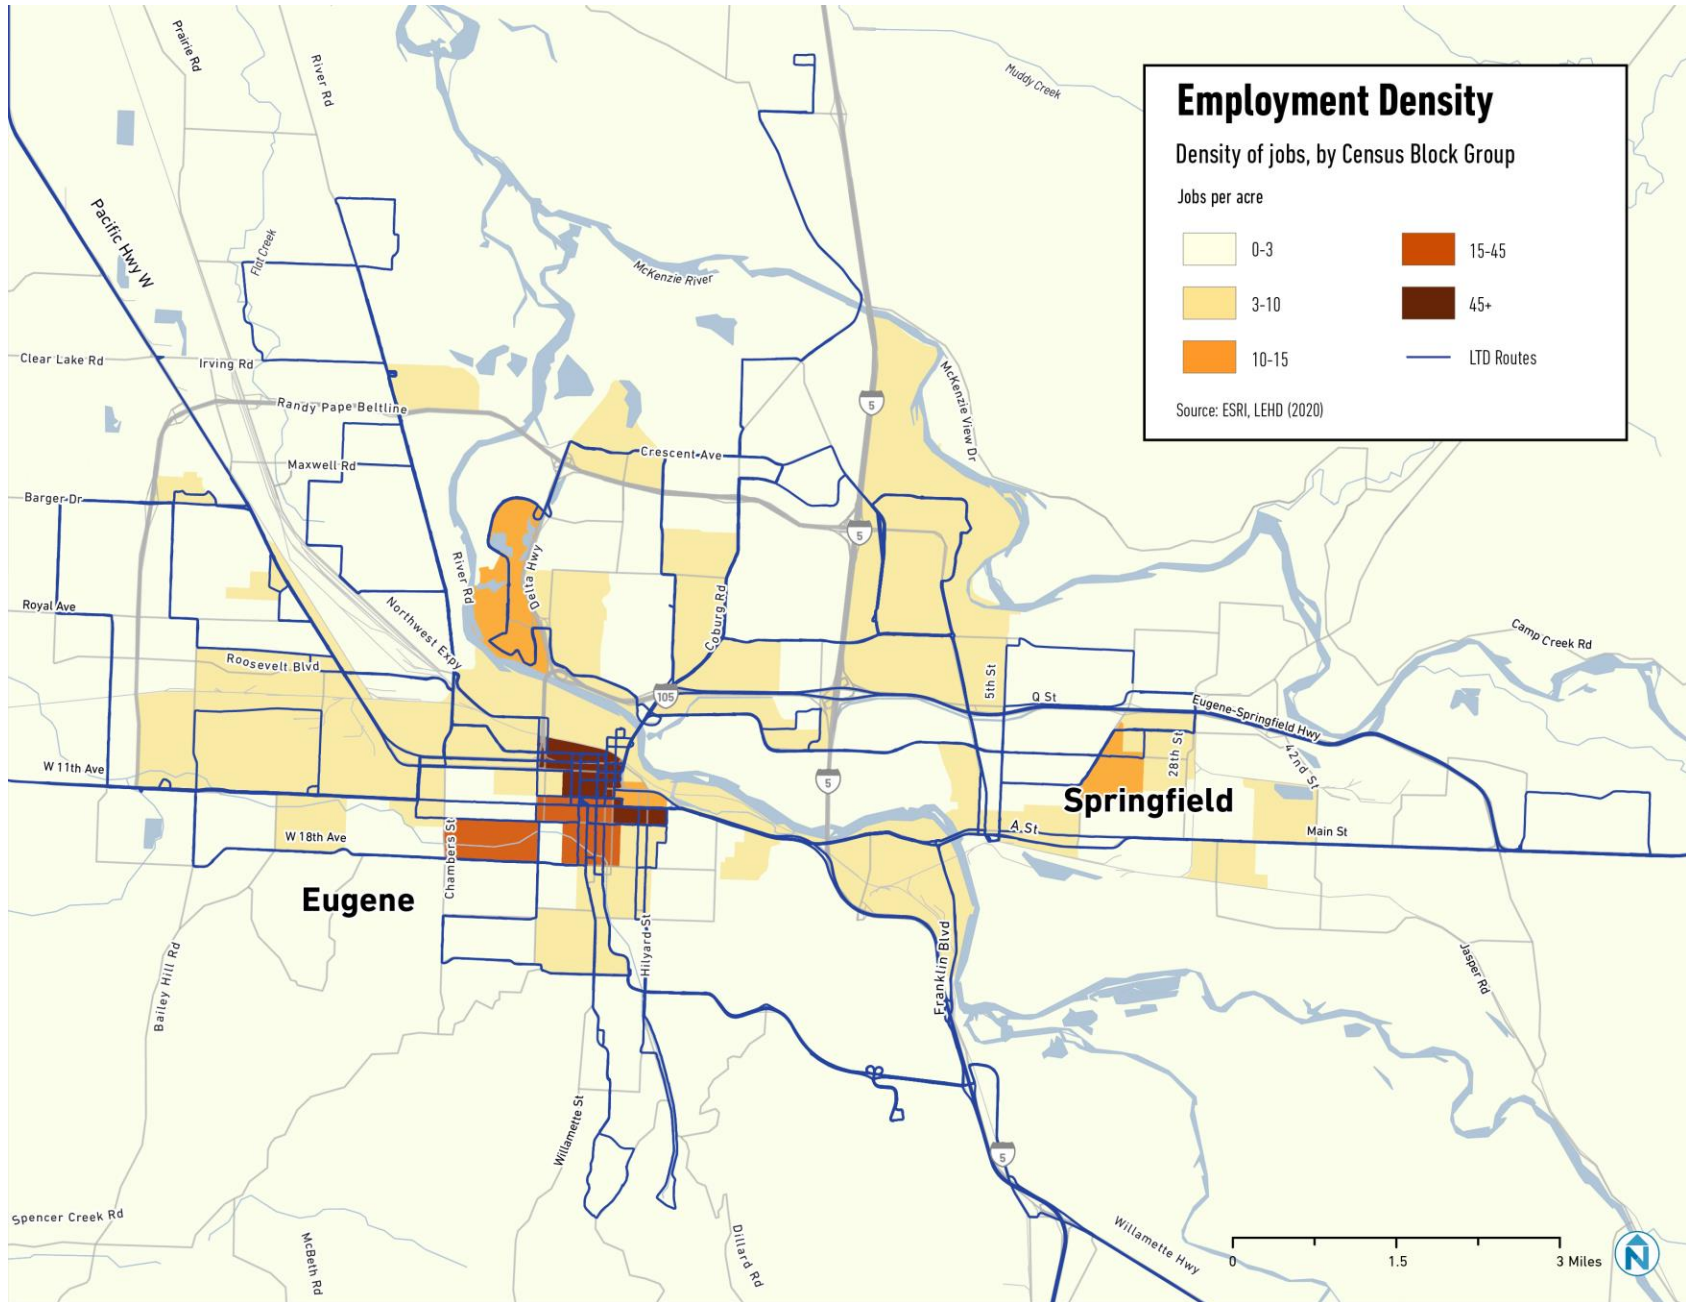 Employment Density
Density of jobs, by Census Block Group
Jobs per acre
0-3
3-10
10-15
15-45
45+
LTD Routes
Source: ESRI, LEHD (2020)
Prairie Rd
River Rd
Muddy Creek
Pacific Hwy W
Flat Creek
McKenzie River
Clear Lake Rd
Irving Rd
Randy Pape Beltline
5
McKenzie View Dr
Crescent Ave
Maxwell Rd
Barger Dr
5
River Rd
Delta Hwy
Royal Ave
Northwest Expy
Coburg Rd
Camp Creek Rd
Roosevelt Blvd
105
5th St
Q St
Eugene-Springfield Hwy
28th St
42nd St
W 11th Ave
5
Springfield
W 18th Ave
Chambers St
A St
Main St
Eugene
Hilyard St
Franklin Blvd
Bailey Hill Rd
Jasper Rd
Willamette St
5
Spencer Creek Rd
McBeth Rd
Dillard Rd
Willamette Hwy
0
1.5
3 Miles
N